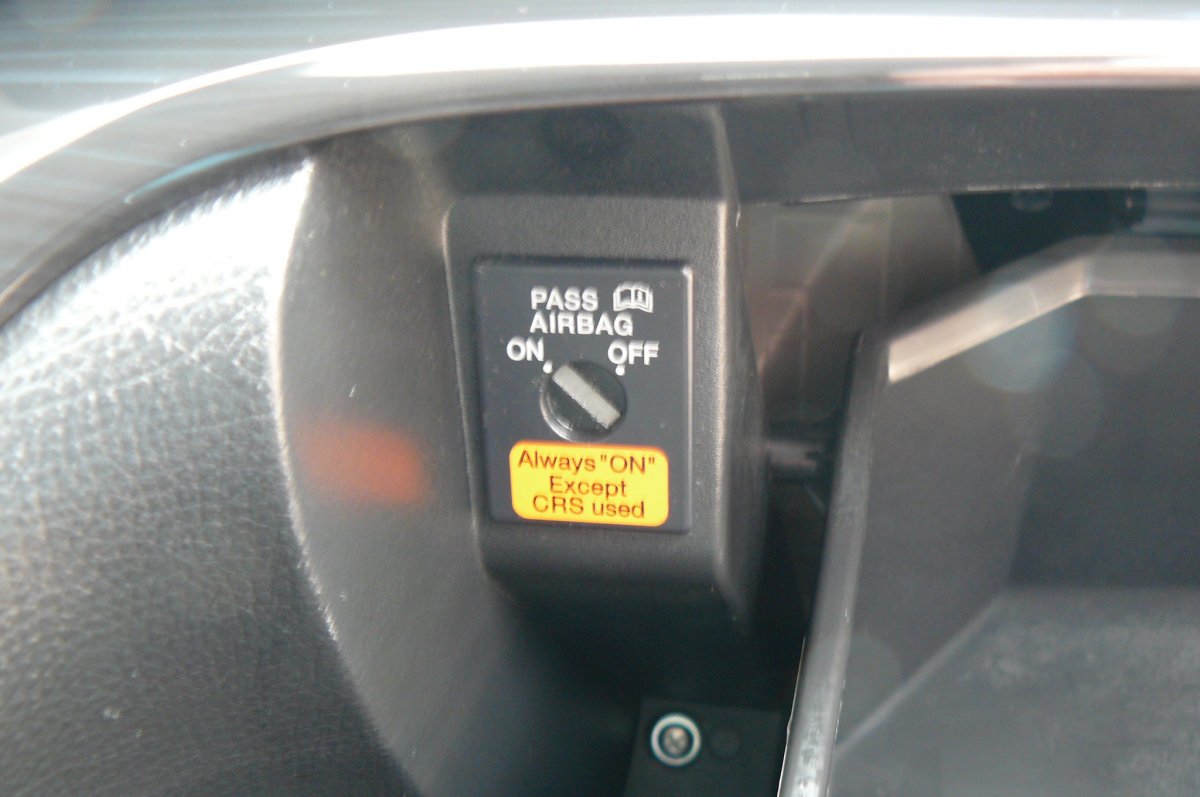 PASS
AIRBAG
ON OFF
Always "ON"
Except
CRS used